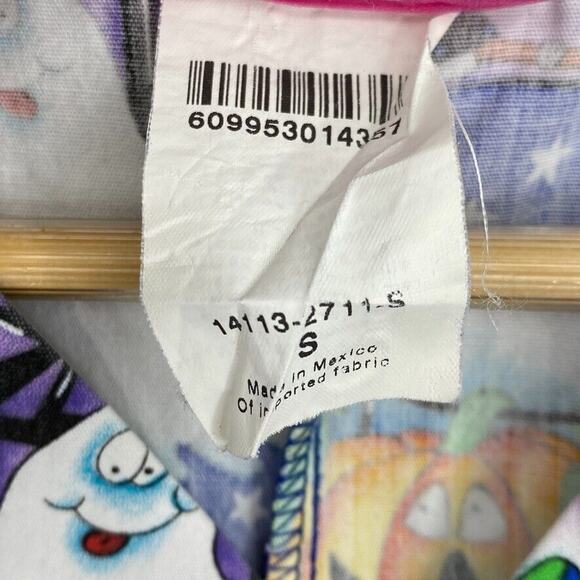 609953014357
14113-2711-S
S
Made in Mexico
Of imported fabric